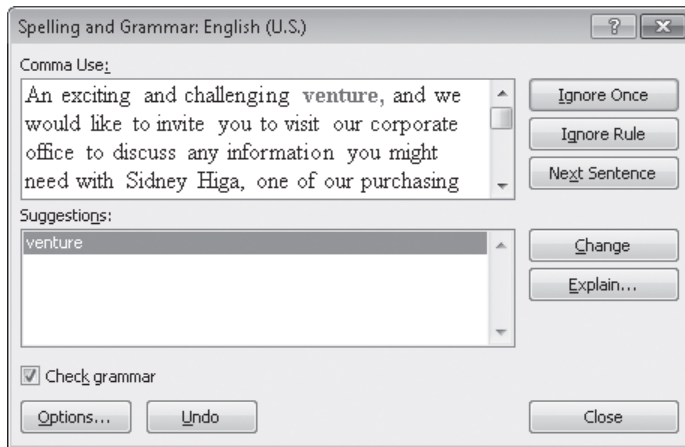 Spelling and Grammar: English (U.S.)
Comma Use:
An exciting and challenging venture, and we
would like to invite you to visit our corporate
office to discuss any information you might
need with Sidney Higa, one of our purchasing
Ignore Once
Ignore Rule
Next Sentence
Suggestions:
venture
Change
Explain...
Check grammar
Options...
Undo
Close